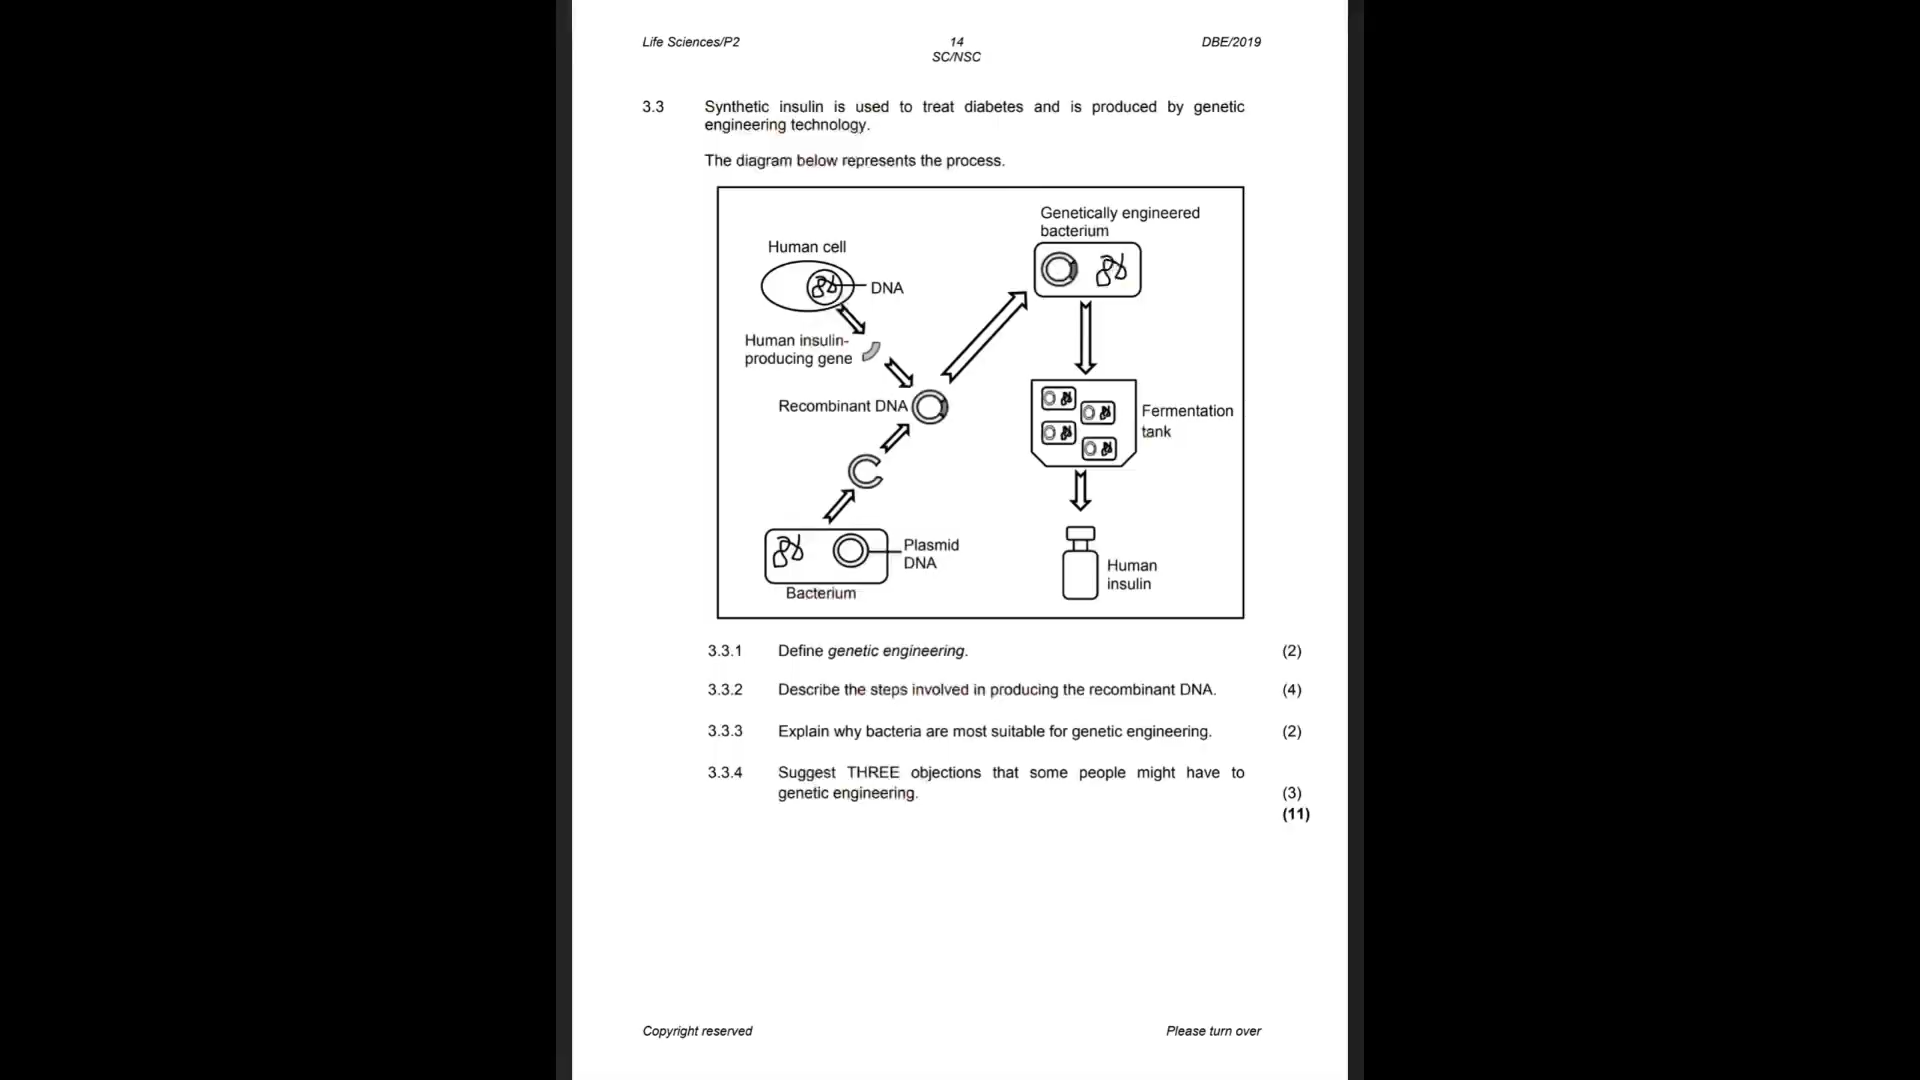 Life Sciences/P2 14 DBE/2019
SC/NSC
3.3 Synthetic insulin is used to treat diabetes and is produced by genetic
engineering technology.
The diagram below represents the process.
Genetically engineered
bacterium
Human cell
DNA
Human insulin-
producing gene
Recombinant DNA
Fermentation
tank
Plasmid
DNA
Bacterium
Human
insulin
3.3.1 Define genetic engineering. (2)
3.3.2 Describe the steps involved in producing the recombinant DNA. (4)
3.3.3 Explain why bacteria are most suitable for genetic engineering. (2)
3.3.4 Suggest THREE objections that some people might have to
genetic engineering. (3)
(11)
Copyright reserved Please turn over